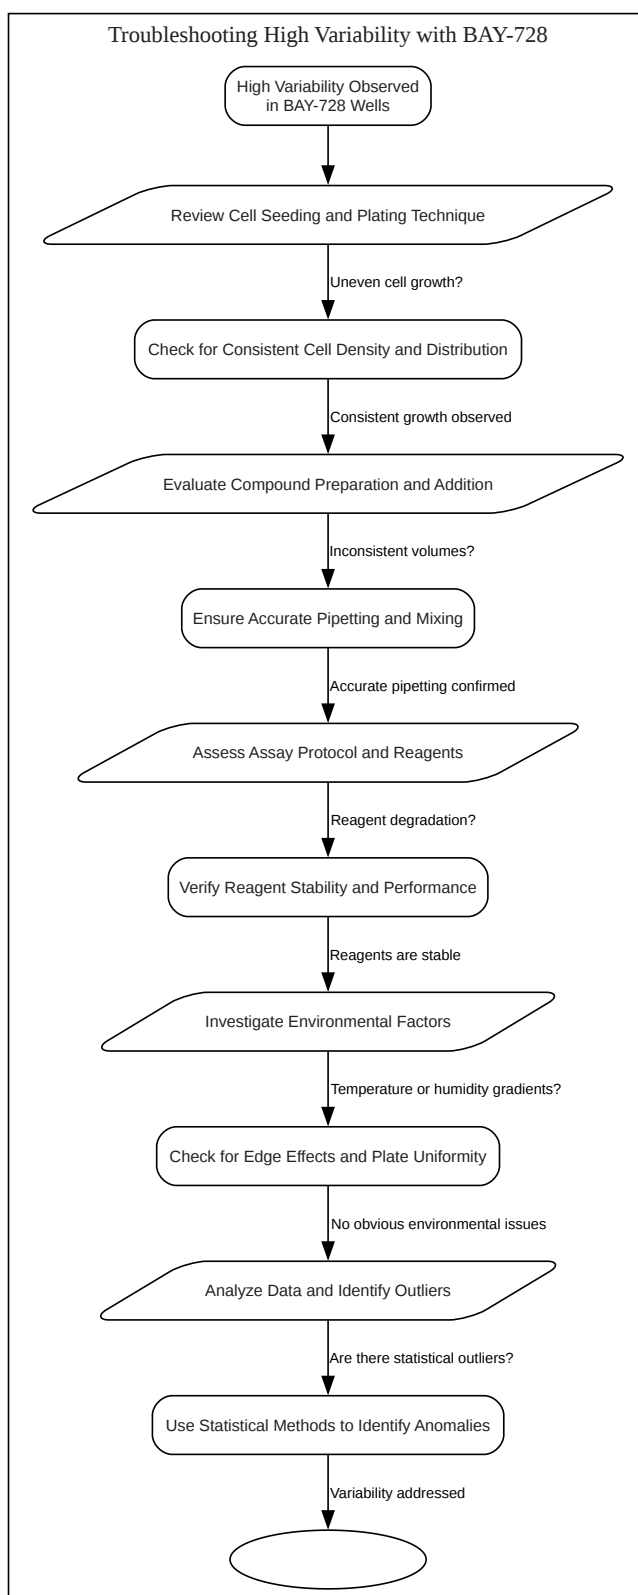 Troubleshooting High Variability with BAY-728
High Variability Observed
in BAY-728 Wells
Review Cell Seeding and Plating Technique
Uneven cell growth?
Check for Consistent Cell Density and Distribution
Consistent growth observed
Evaluate Compound Preparation and Addition
Inconsistent volumes?
Ensure Accurate Pipetting and Mixing
Accurate pipetting confirmed
Assess Assay Protocol and Reagents
Reagent degradation?
Verify Reagent Stability and Performance
Reagents are stable
Investigate Environmental Factors
Temperature or humidity gradients?
Check for Edge Effects and Plate Uniformity
No obvious environmental issues
Analyze Data and Identify Outliers
Are there statistical outliers?
Use Statistical Methods to Identify Anomalies
Variability addressed